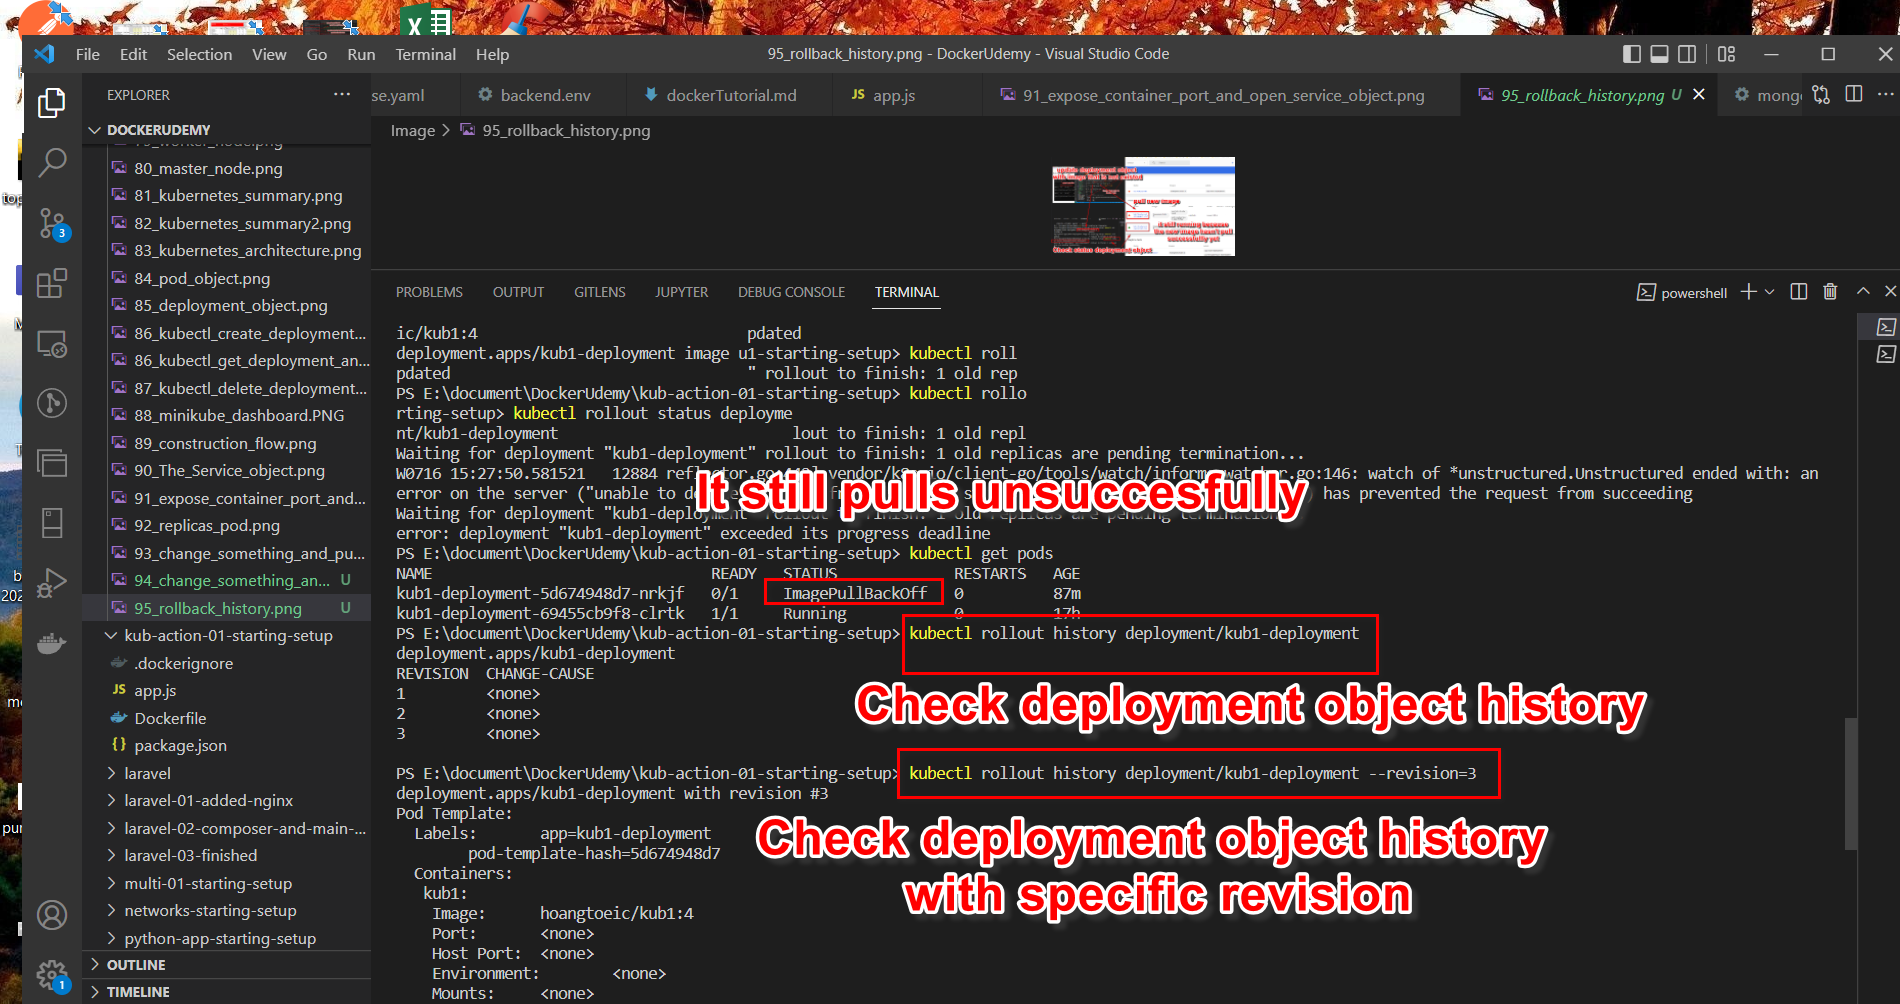 File Edit Selection View Go Run Terminal Help
95_rollback_history.png - DockerUdemy - Visual Studio Code
EXPLORER
se.yaml
backend.env
dockerTutorial.md
JS app.js
91_expose_container_port_and_open_service_object.png
95_rollback_history.png U
mong
Image > 95_rollback_history.png
DOCKERUDEMY
80_master_node.png
81_kubernetes_summary.png
82_kubernetes_summary2.png
83_kubernetes_architecture.png
84_pod_object.png
85_deployment_object.png
86_kubectl_create_deployment...
86_kubectl_get_deployment_an...
87_kubectl_delete_deployment...
88_minikube_dashboard.PNG
89_construction_flow.png
90_The_Service_object.png
91_expose_container_port_and...
92_replicas_pod.png
93_change_something_and_pu...
94_change_something_an... U
95_rollback_history.png U
kub-action-01-starting-setup
.dockerignore
JS app.js
Dockerfile
{} package.json
laravel
laravel-01-added-nginx
laravel-02-composer-and-main-...
laravel-03-finished
multi-01-starting-setup
networks-starting-setup
python-app-starting-setup
OUTLINE
TIMELINE
3
1
PROBLEMS OUTPUT GITLENS JUPYTER DEBUG CONSOLE TERMINAL
powershell
ic/kub1:4 pdated
deployment.apps/kub1-deployment image u1-starting-setup> kubectl roll
pdated " rollout to finish: 1 old rep
PS E:\document\DockerUdemy\kub-action-01-starting-setup> kubectl rollo
rting-setup> kubectl rollout status deployme
nt/kub1-deployment lout to finish: 1 old repl
Waiting for deployment "kub1-deployment" rollout to finish: 1 old replicas are pending termination...
W0716 15:27:50.581521 12884 reflector.go: vendor/k8s.io/client-go/tools/watch/informerwatcher.go:146: watch of *unstructured.Unstructured ended with: an
error on the server ("unable to has prevented the request from succeeding
Waiting for deployment "kub1-deployment" rollout to finish: 1 old replicas are pending termination
error: deployment "kub1-deployment" exceeded its progress deadline
PS E:\document\DockerUdemy\kub-action-01-starting-setup> kubectl get pods
NAME READY STATUS RESTARTS AGE
kub1-deployment-5d674948d7-nrkjf 0/1 ImagePullBackOff 0 87m
kub1-deployment-69455cb9f8-clrtk 1/1 Running 0 17h
PS E:\document\DockerUdemy\kub-action-01-starting-setup> kubectl rollout history deployment/kub1-deployment
deployment.apps/kub1-deployment
REVISION CHANGE-CAUSE
1 <none>
2 <none>
3 <none>
PS E:\document\DockerUdemy\kub-action-01-starting-setup> kubectl rollout history deployment/kub1-deployment --revision=3
deployment.apps/kub1-deployment with revision #3
Pod Template:
Labels: app=kub1-deployment
pod-template-hash=5d674948d7
Containers:
kub1:
Image: hoangtoeic/kub1:4
Port: <none>
Host Port: <none>
Environment: <none>
Mounts: <none>
It still pulls unsuccesfully
Check deployment object history
Check deployment object history
with specific revision